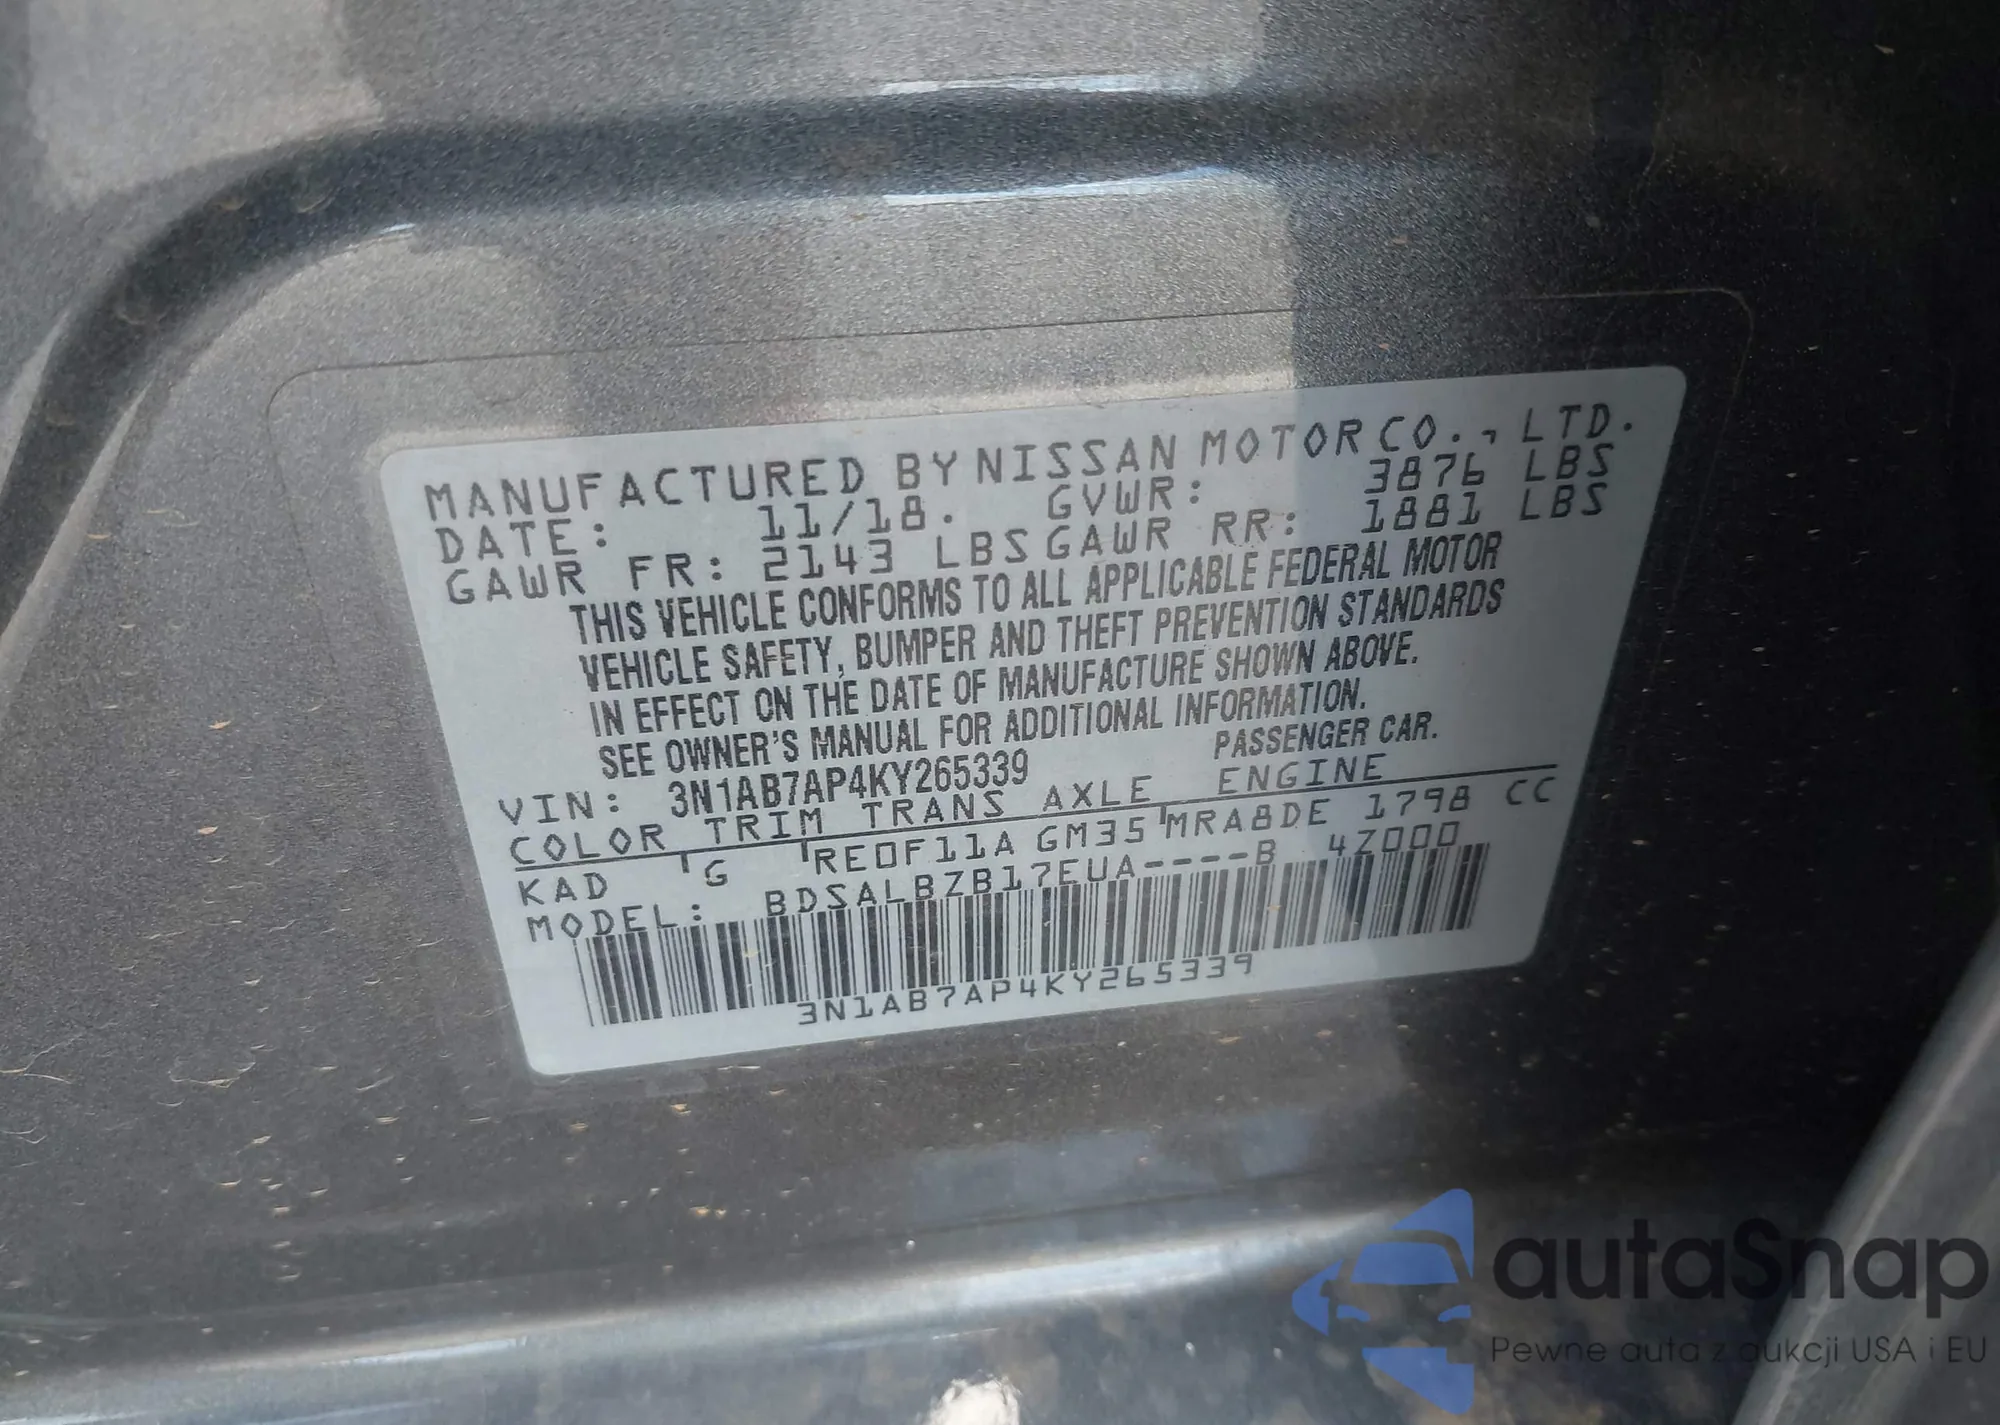 MANUFACTURED BY NISSAN MOTOR CO., LTD.
DATE: 11/18. GVWR: 3876 LBS
GAWR FR: 2143 LBS GAWR RR: 1881 LBS
THIS VEHICLE CONFORMS TO ALL APPLICABLE FEDERAL MOTOR
VEHICLE SAFETY, BUMPER AND THEFT PREVENTION STANDARDS
IN EFFECT ON THE DATE OF MANUFACTURE SHOWN ABOVE.
SEE OWNER'S MANUAL FOR ADDITIONAL INFORMATION.
VIN: 3N1AB7AP4KY265339 PASSENGER CAR.
COLOR TRIM TRANS AXLE ENGINE
KAD G RE0F11A GM35 MRA8DE 1798 CC
MODEL: BDSALBZB17EUA----B 4Z000
3N1AB7AP4KY265339
autaSnap
Pewne auta z aukcji USA i EU